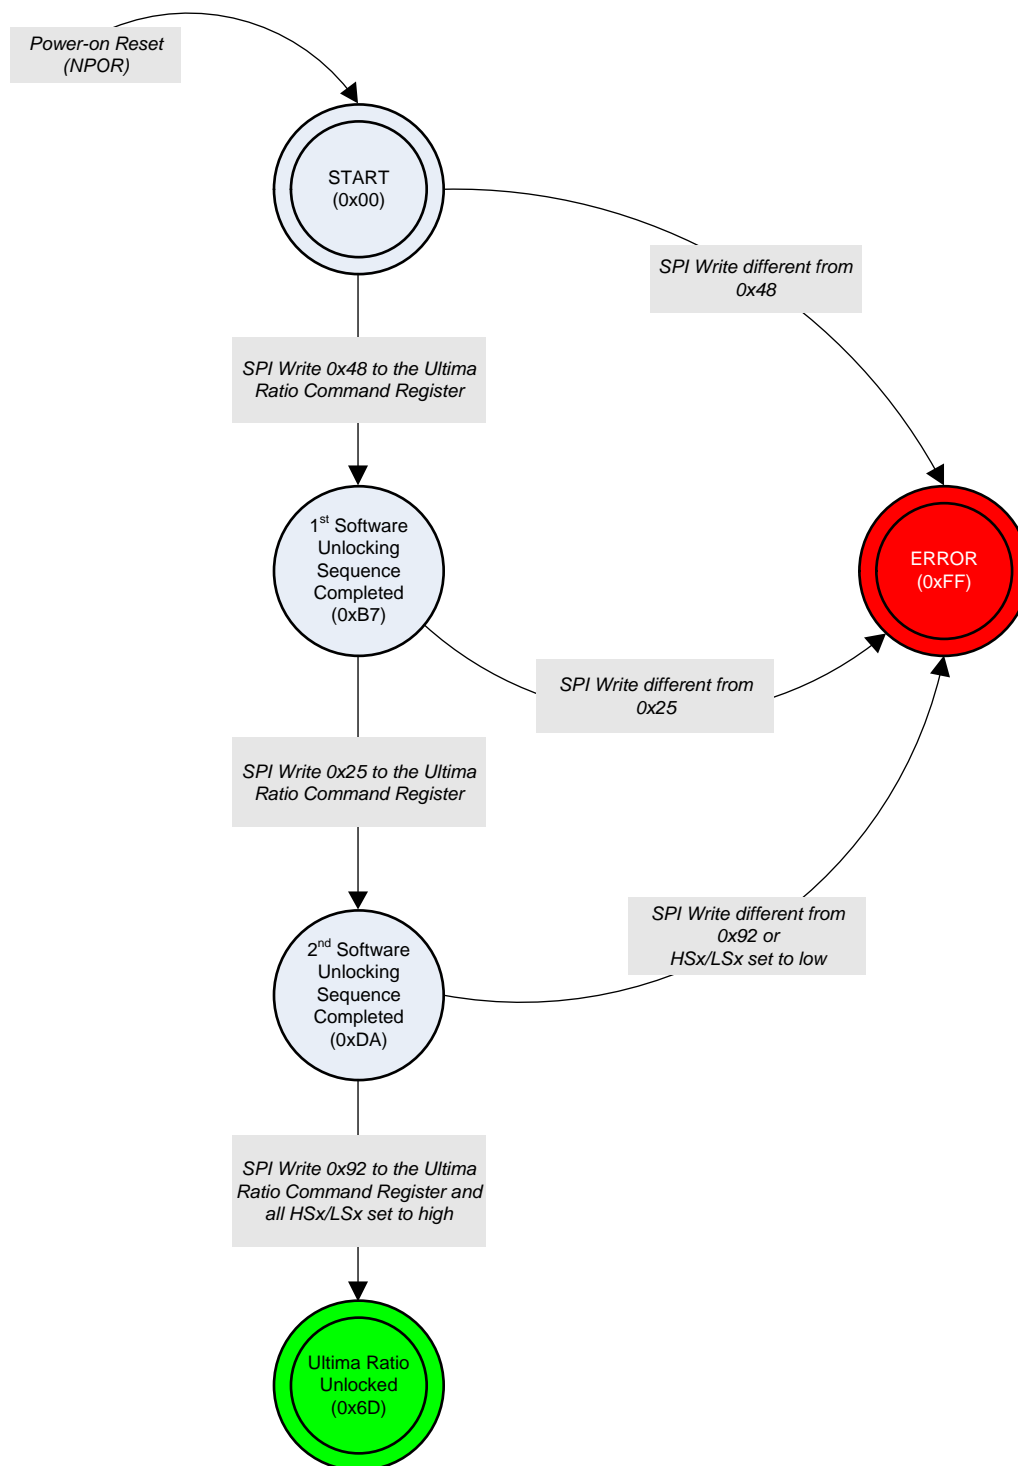 Power-on Reset
(NPOR)
START
(0x00)
SPI Write different from
0x48
SPI Write 0x48 to the Ultima
Ratio Command Register
1st Software
Unlocking
Sequence
Completed
(0xB7)
ERROR
(0xFF)
SPI Write different from
0x25
SPI Write 0x25 to the Ultima
Ratio Command Register
SPI Write different from
0x92 or
HSx/LSx set to low
2nd Software
Unlocking
Sequence
Completed
(0xDA)
SPI Write 0x92 to the Ultima
Ratio Command Register and
all HSx/LSx set to high
Ultima Ratio
Unlocked
(0x6D)